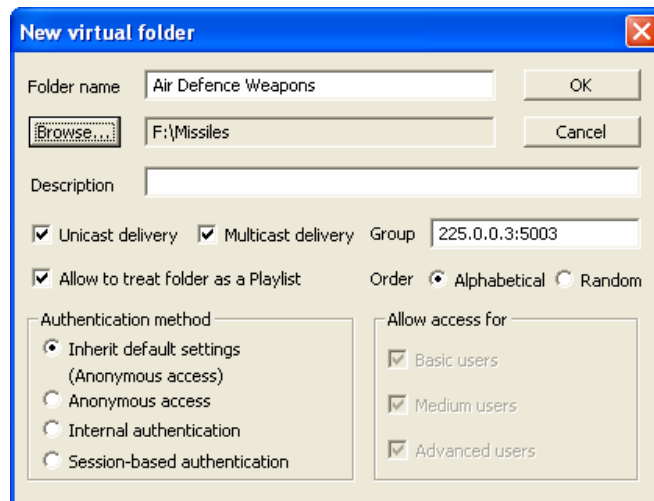 New virtual folder
Folder name Air Defence Weapons OK
Browse... F:\Missiles Cancel
Description
Unicast delivery Multicast delivery Group 225.0.0.3:5003
Allow to treat folder as a Playlist Order Alphabetical Random
Authentication method Allow access for
Inherit default settings
(Anonymous access)
Basic users
Anonymous access
Medium users
Internal authentication
Advanced users
Session-based authentication